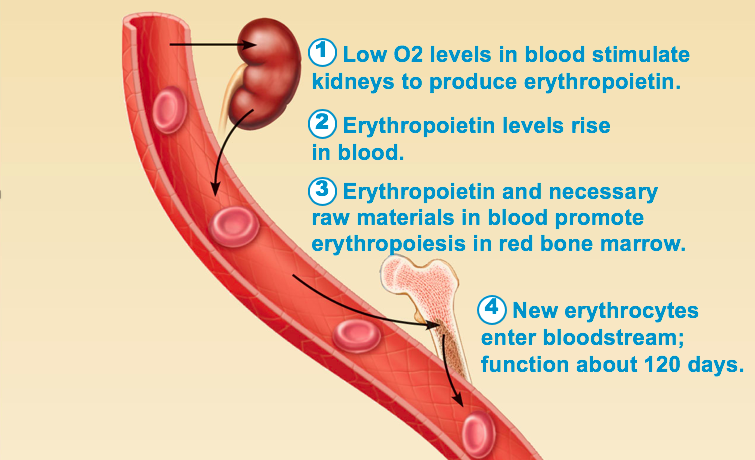 1 Low O2 levels in blood stimulate
kidneys to produce erythropoietin.
2 Erythropoietin levels rise
in blood.
3 Erythropoietin and necessary
raw materials in blood promote
erythropoiesis in red bone marrow.
4 New erythrocytes
enter bloodstream;
function about 120 days.